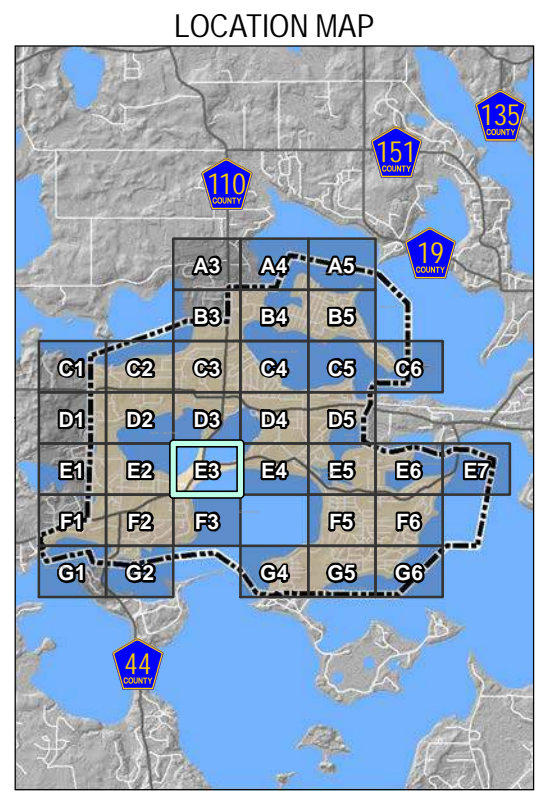 LOCATION MAP
135
COUNTY
151
COUNTY
110
COUNTY
19
COUNTY
A3 A4 A5
B3 B4 B5
C1 C2 C3 C4 C5 C6
D1 D2 D3 D4 D5
E1 E2 E3 E4 E5 E6 E7
F1 F2 F3 F5 F6
G1 G2 G4 G5 G6
44
COUNTY